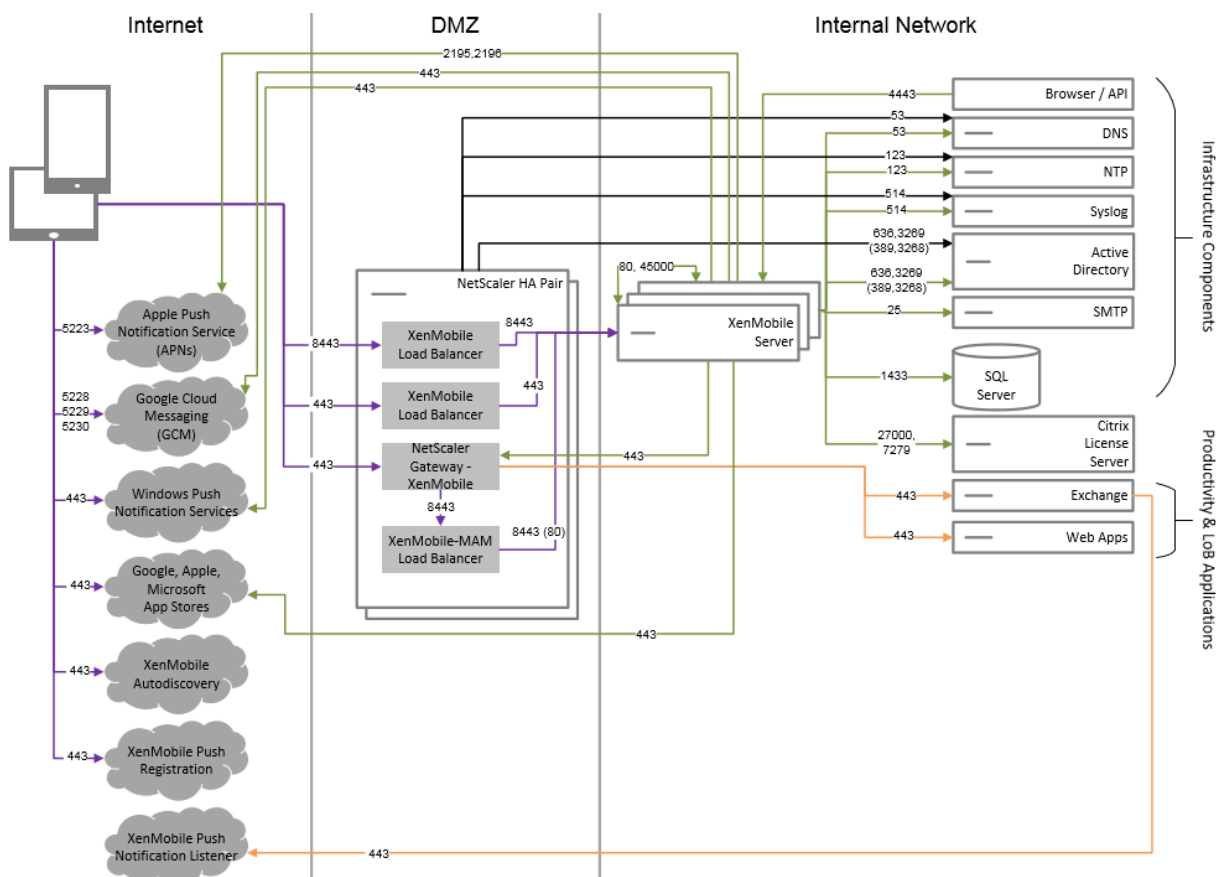 Internet
DMZ
Internal Network
2195,2196
443
443
4443
Browser / API
53
53
DNS
123
123
NTP
514
514
Syslog
636,3269
(389,3268)
636,3269
(389,3268)
Active
Directory
25
SMTP
1433
SQL
Server
27000,
7279
Citrix
License
Server
443
Exchange
443
Web Apps
Infrastructure Components
Productivity & LoB Applications
80, 45000
XenMobile
Server
NetScaler HA Pair
8443
XenMobile
Load Balancer
8443
443
XenMobile
Load Balancer
443
443
NetScaler
Gateway -
XenMobile
443
8443
XenMobile-MAM
Load Balancer
8443 (80)
443
5223
Apple Push
Notification Service
(APNs)
5228
5229
5230
Google Cloud
Messaging
(GCM)
443
Windows Push
Notification Services
443
Google, Apple,
Microsoft
App Stores
443
XenMobile
Autodiscovery
443
XenMobile Push
Registration
XenMobile Push
Notification Listener
443